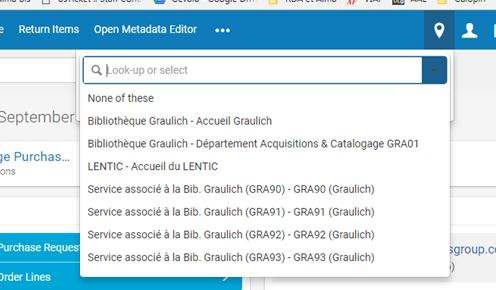 Return Items Open Metadata Editor
Look-up or select
None of these
Bibliothèque Graulich - Accueil Graulich
Bibliothèque Graulich - Département Acquisitions & Catalogage GRA01
LENTIC - Accueil du LENTIC
Service associé à la Bib. Graulich (GRA90) - GRA90 (Graulich)
Service associé à la Bib. Graulich (GRA91) - GRA91 (Graulich)
Service associé à la Bib. Graulich (GRA92) - GRA92 (Graulich)
Service associé à la Bib. Graulich (GRA93) - GRA93 (Graulich)
September
ge Purchas...
ons
Purchase Request
Order Lines
sgroup.co